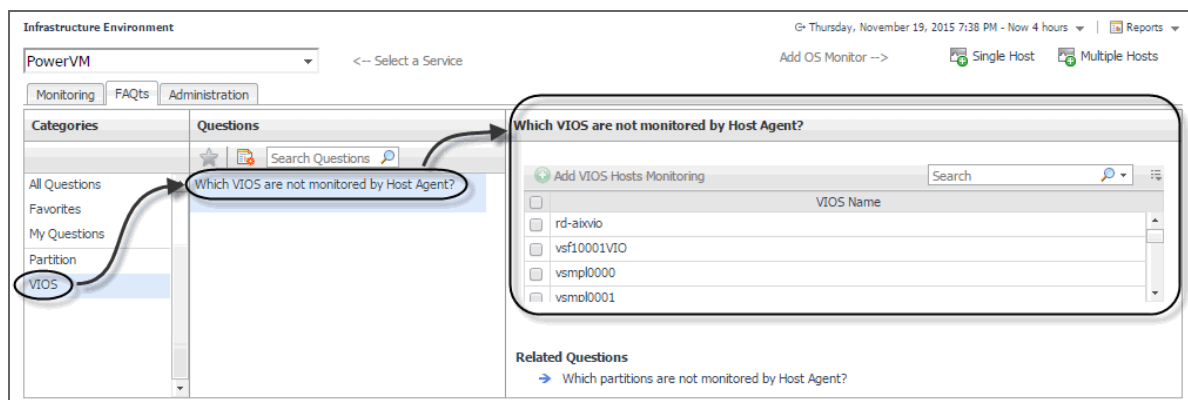 Infrastructure Environment
Thursday, November 19, 2015 7:38 PM - Now 4 hours
Reports
PowerVM
<-- Select a Service
Add OS Monitor -->
Single Host
Multiple Hosts
Monitoring
FAQts
Administration
Categories
Questions
Which VIOS are not monitored by Host Agent?
Search Questions
All Questions
Favorites
My Questions
Partition
VIOS
Which VIOS are not monitored by Host Agent?
Add VIOS Hosts Monitoring
Search
VIOS Name
rd-aixvio
vsf10001VIO
vsmpl0000
vsmpl0001
Related Questions
Which partitions are not monitored by Host Agent?